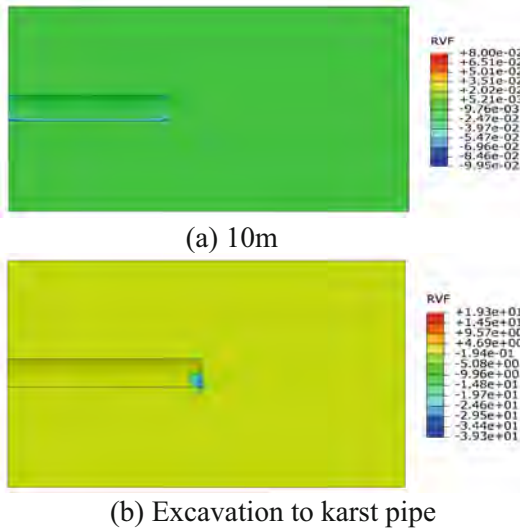 RVF
+8.00e-02
+6.51e-02
+5.01e-02
+3.51e-02
+2.02e-02
+5.21e-03
-9.76e-03
-2.47e-02
-3.97e-02
-5.47e-02
-6.96e-02
-8.46e-02
-9.95e-02
(a) 10m
RVF
+1.93e+01
+1.45e+01
+9.57e+00
+4.69e+00
-1.94e-01
-5.08e+00
-9.96e+00
-1.48e+01
-1.97e+01
-2.46e+01
-2.95e+01
-3.44e+01
-3.93e+01
(b) Excavation to karst pipe